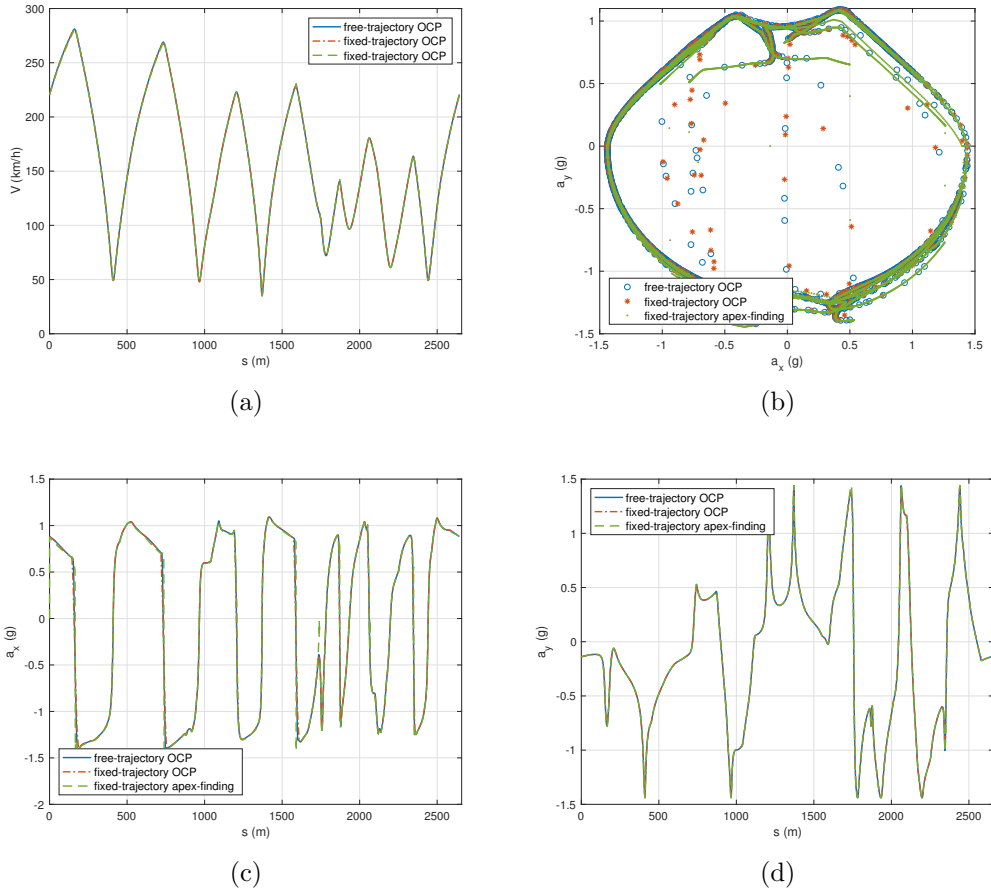 300
250
200
150
100
50
0
V (km/h)
0 500 1000 1500 2000 2500
s (m)
free-trajectory OCP
fixed-trajectory OCP
fixed-trajectory OCP
(a)
1
0.5
0
-0.5
-1
-1.5
a_y (g)
-1.5 -1 -0.5 0 0.5 1 1.5
a_x (g)
free-trajectory OCP
fixed-trajectory OCP
fixed-trajectory apex-finding
(b)
1.5
1
0.5
0
-0.5
-1
-1.5
-2
a_x (g)
0 500 1000 1500 2000 2500
s (m)
free-trajectory OCP
fixed-trajectory OCP
fixed-trajectory apex-finding
(c)
1.5
1
0.5
0
-0.5
-1
-1.5
a_y (g)
0 500 1000 1500 2000 2500
s (m)
free-trajectory OCP
fixed-trajectory OCP
fixed-trajectory apex-finding
(d)